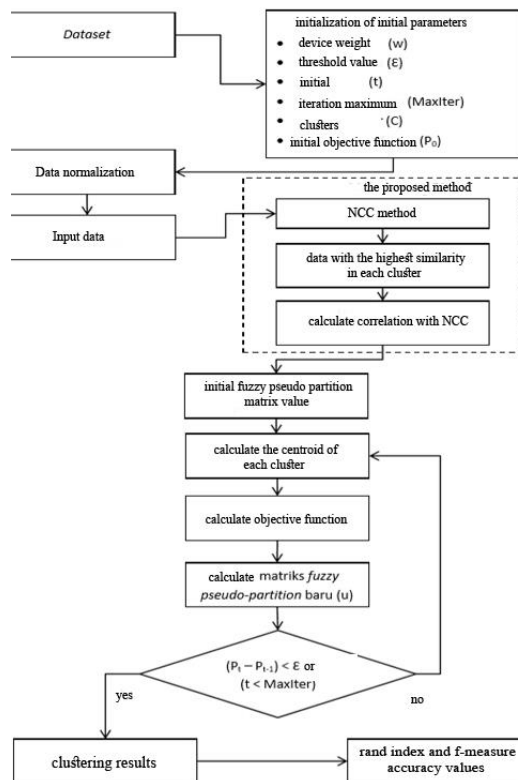 Dataset
initialization of initial parameters
• device weight (w)
• threshold value (Ɛ)
• initial (t)
• iteration maximum (MaxIter)
• clusters (C)
• initial objective function (P₀)
Data normalization
Input data
the proposed method
NCC method
data with the highest similarity
in each cluster
calculate correlation with NCC
initial fuzzy pseudo partition
matrix value
calculate the centroid of
each cluster
calculate objective function
calculate matriks fuzzy
pseudo-partition baru (u)
(Pₜ – Pₜ₋₁) < Ɛ or
(t < MaxIter)
yes
no
clustering results
rand index and f-measure
accuracy values